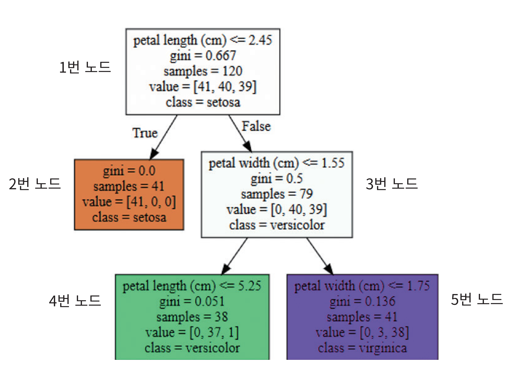 petal length (cm) <= 2.45
gini = 0.667
samples = 120
value = [41, 40, 39]
class = setosa
1번 노드
True
False
gini = 0.0
samples = 41
value = [41, 0, 0]
class = setosa
2번 노드
petal width (cm) <= 1.55
gini = 0.5
samples = 79
value = [0, 40, 39]
class = versicolor
3번 노드
petal length (cm) <= 5.25
gini = 0.051
samples = 38
value = [0, 37, 1]
class = versicolor
4번 노드
petal width (cm) <= 1.75
gini = 0.136
samples = 41
value = [0, 3, 38]
class = virginica
5번 노드